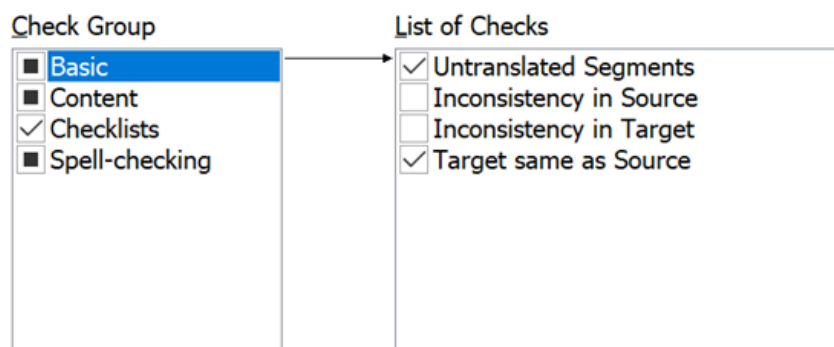 Check Group
Basic
Content
Checklists
Spell-checking
List of Checks
Untranslated Segments
Inconsistency in Source
Inconsistency in Target
Target same as Source